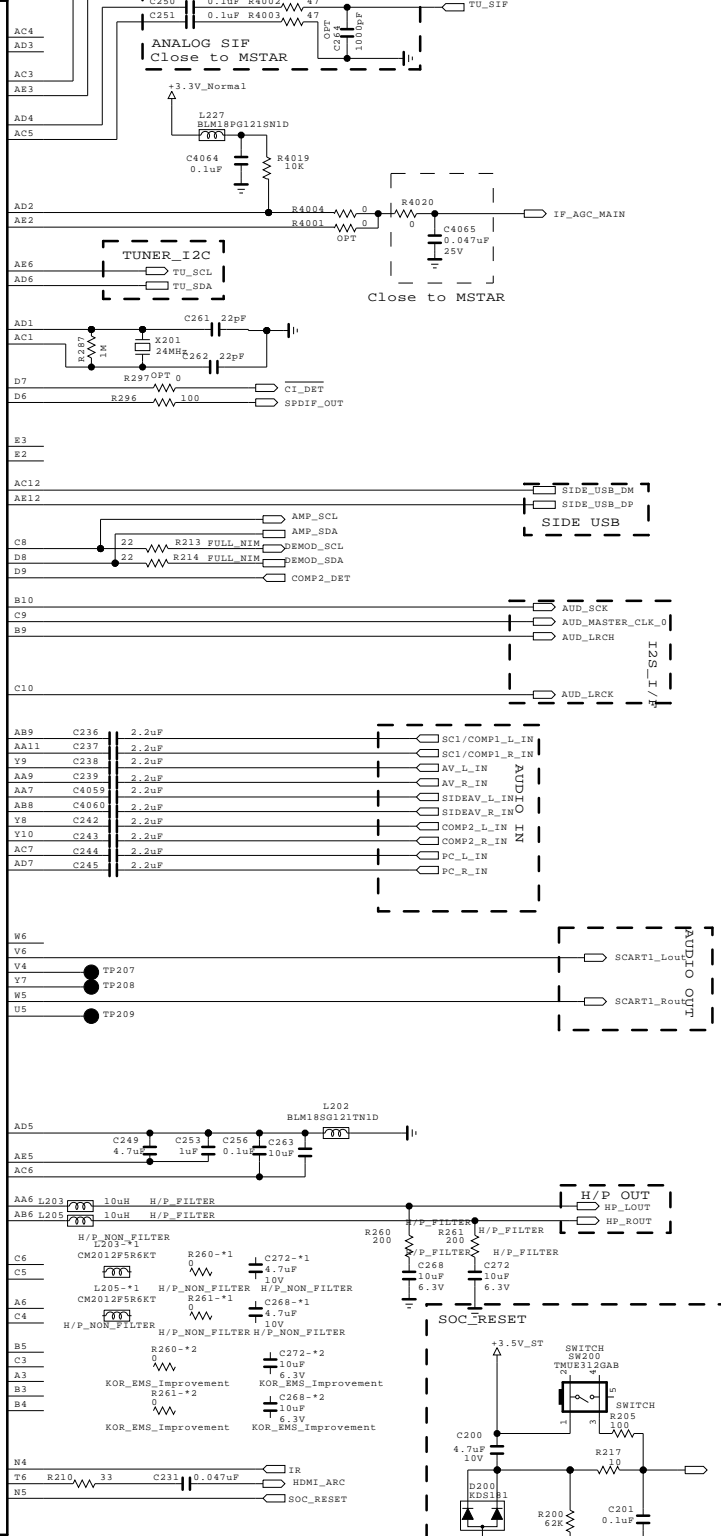 C250 0.1uF R4002 47
TU_SIF
C251 0.1uF R4003 47
OPT
C264
1000pF
AC4
AD3
ANALOG SIF
Close to MSTAR
AC3
AE3
+3.3V_Normal
AD4
AC5
L227
BLM18PG121SN1D
C4064
0.1uF
R4019
10K
AD2
R4004 0
R4020
0
IF_AGC_MAIN
AE2
R4001 0
OPT
C4065
0.047uF
25V
TUNER_I2C
AE6
TU_SCL
AD6
TU_SDA
Close to MSTAR
AD1
C261 22pF
AC1
R287
1M
X201
24MHz
C262 22pF
D7
R297 OPT 0
CI_DET
D6
R296 100
SPDIF_OUT
E3
E2
AC12
SIDE_USB_DM
AE12
SIDE_USB_DP
SIDE USB
AMP_SCL
AMP_SDA
C8
22 R213 FULL_NIM
DEMOD_SCL
D8
22 R214 FULL_NIM
DEMOD_SDA
D9
COMP2_DET
B10
AUD_SCK
C9
AUD_MASTER_CLK_0
B9
AUD_LRCH
I2S_I/F
C10
AUD_LRCK
AB9 C236 2.2uF SC1/COMP1_L_IN
AA11 C237 2.2uF SC1/COMP1_R_IN
Y9 C238 2.2uF AV_L_IN
AA9 C239 2.2uF AV_R_IN
AA7 C4059 2.2uF SIDEAV_L_IN
AB8 C4060 2.2uF SIDEAV_R_IN
Y8 C242 2.2uF COMP2_L_IN
Y10 C243 2.2uF COMP2_R_IN
AC7 C244 2.2uF PC_L_IN
AD7 C245 2.2uF PC_R_IN
AUDIO IN
W6
V6
SCART1_Lout
V4
TP207
Y7
TP208
W5
SCART1_Rout
U5
TP209
AUDIO OUT
L202
BLM18SG121TN1D
AD5
C249
4.7uF
C253
1uF
C256
0.1uF
C263
10uF
AE5
AC6
H/P OUT
AA6 L203 10uH H/P_FILTER
HP_LOUT
AB6 L205 10uH H/P_FILTER
HP_ROUT
H/P_FILTER
R260
200
R261
200
H/P_FILTER
H/P_FILTER
H/P_FILTER
C268
10uF
6.3V
C272
10uF
6.3V
H/P_NON_FILTER
L203-*1
CM2012F5R6KT
C6
C5
R260-*1
0
C272-*1
4.7uF
10V
H/P_NON_FILTER
H/P_NON_FILTER
L205-*1
CM2012F5R6KT
A6
C4
R261-*1
0
C268-*1
4.7uF
10V
H/P_NON_FILTER
H/P_NON_FILTER
H/P_NON_FILTER
B5
C3
A3
B3
B4
R260-*2
0
C272-*2
10uF
6.3V
KOR_EMS_Improvement
KOR_EMS_Improvement
R261-*2
0
C268-*2
10uF
6.3V
KOR_EMS_Improvement
KOR_EMS_Improvement
N4
IR
T6
R210 33
C231 0.047uF
HDMI_ARC
N5
SOC_RESET
SOC_RESET
+3.5V_ST
SWITCH
SW200
TMUE312GAB
2
4
5
1
3
SWITCH
R205
100
C200
4.7uF
10V
R217
10
D200
KDS181
R200
62K
C201
0.1uF